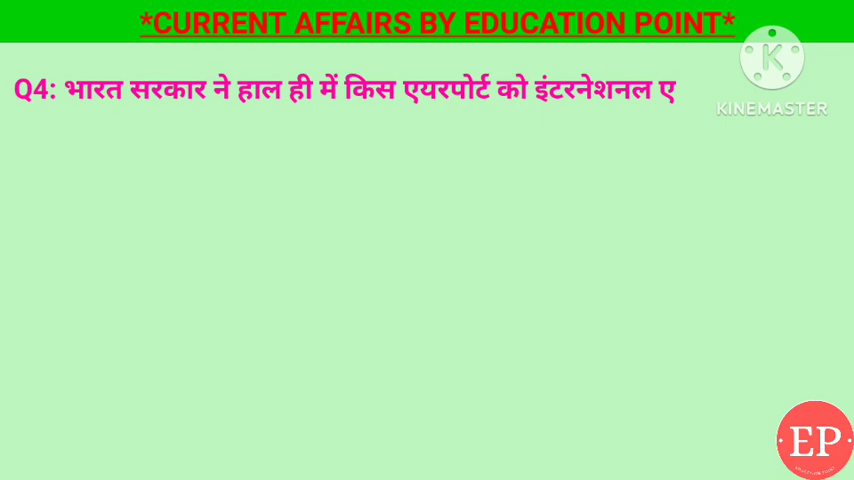 *CURRENT AFFAIRS BY EDUCATION POINT*
Q4: भारत सरकार ने हाल ही में किस एयरपोर्ट को इंटरनेशनल ए
KINEMASTER
EP